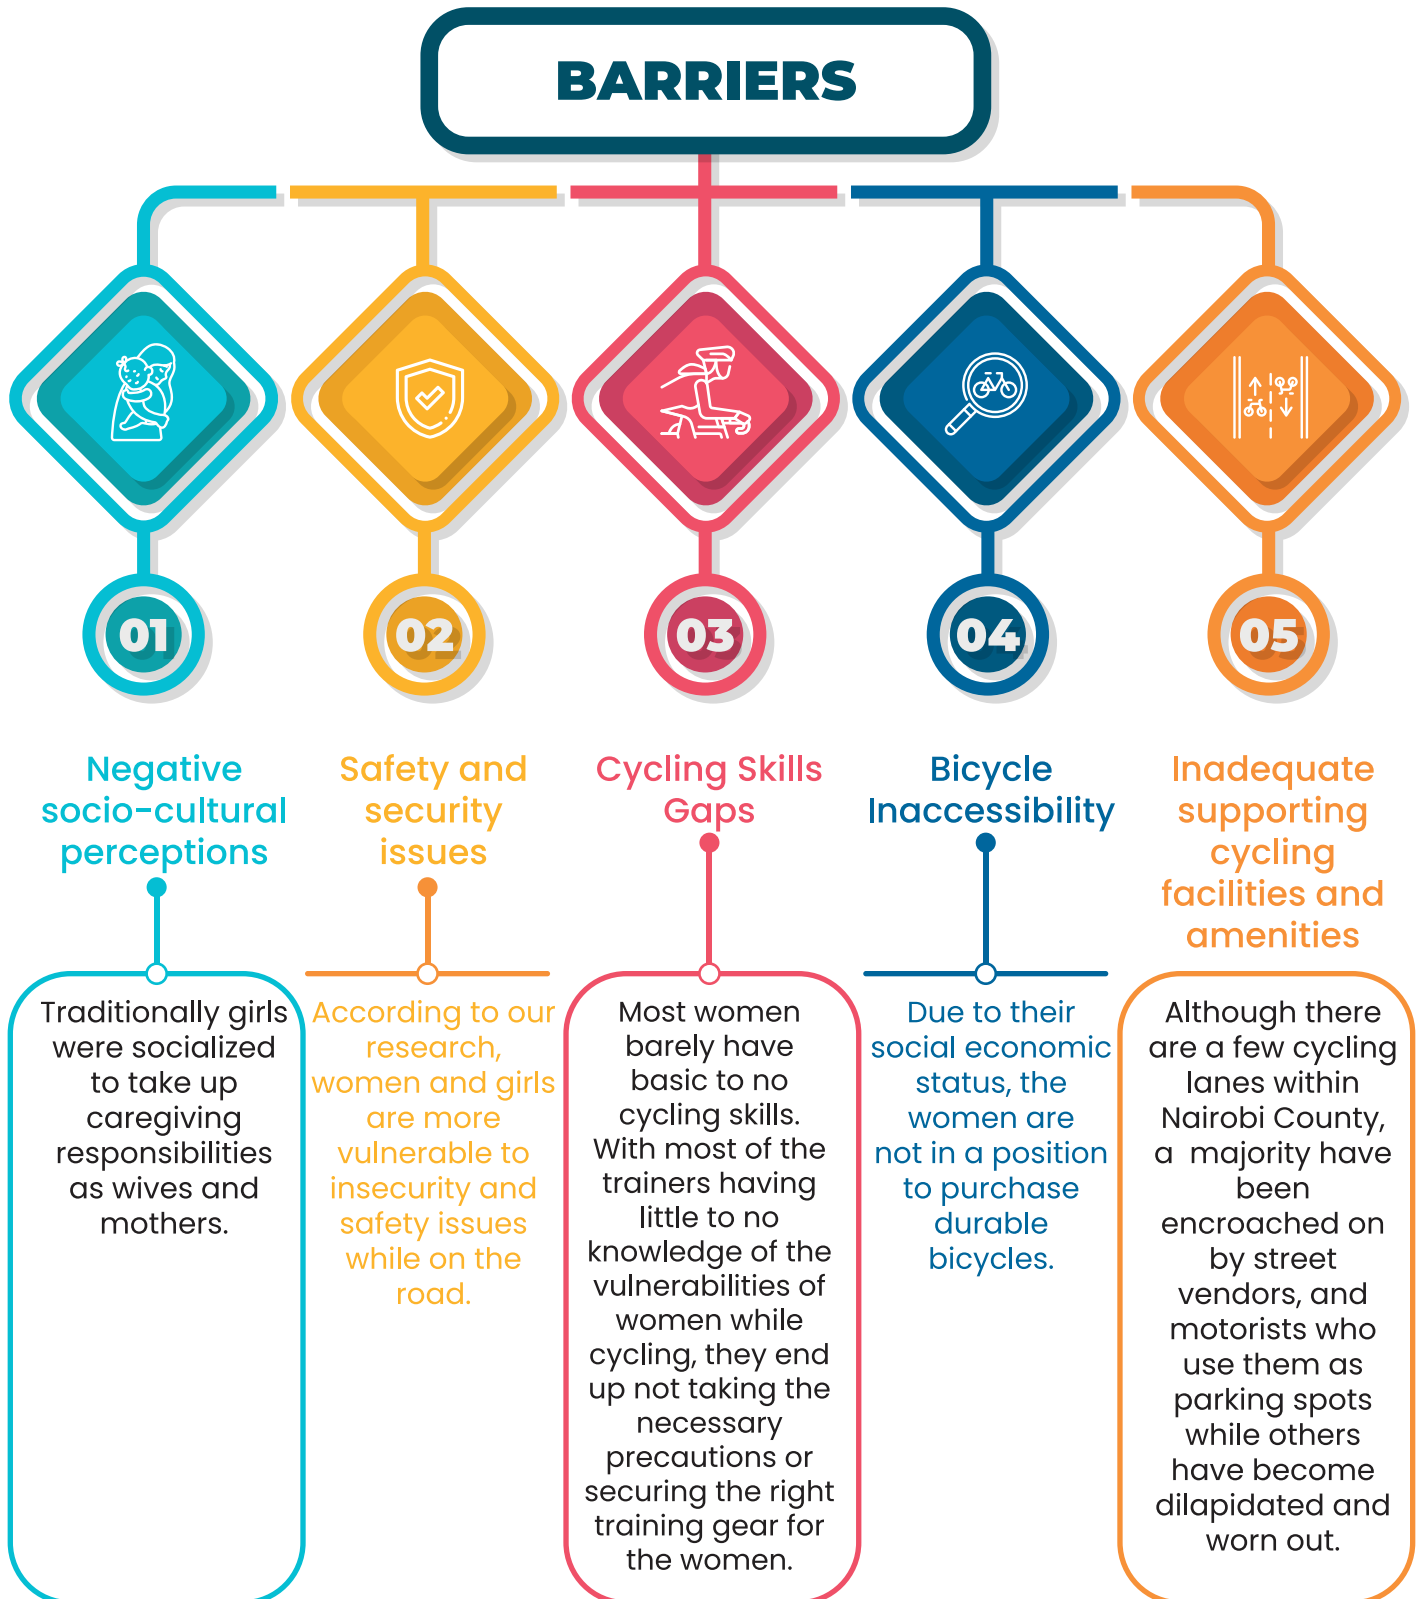 BARRIERS
01
02
03
04
05
Negative
socio-cultural
perceptions
Traditionally girls
were socialized
to take up
caregiving
responsibilities
as wives and
mothers.
Safety and
security
issues
According to our
research,
women and girls
are more
vulnerable to
insecurity and
safety issues
while on the
road.
Cycling Skills
Gaps
Most women
barely have
basic to no
cycling skills.
With most of the
trainers having
little to no
knowledge of the
vulnerabilities of
women while
cycling, they end
up not taking the
necessary
precautions or
securing the right
training gear for
the women.
Bicycle
Inaccessibility
Due to their
social economic
status, the
women are
not in a position
to purchase
durable
bicycles.
Inadequate
supporting
cycling
facilities and
amenities
Although there
are a few cycling
lanes within
Nairobi County,
a majority have
been
encroached on
by street
vendors, and
motorists who
use them as
parking spots
while others
have become
dilapidated and
worn out.